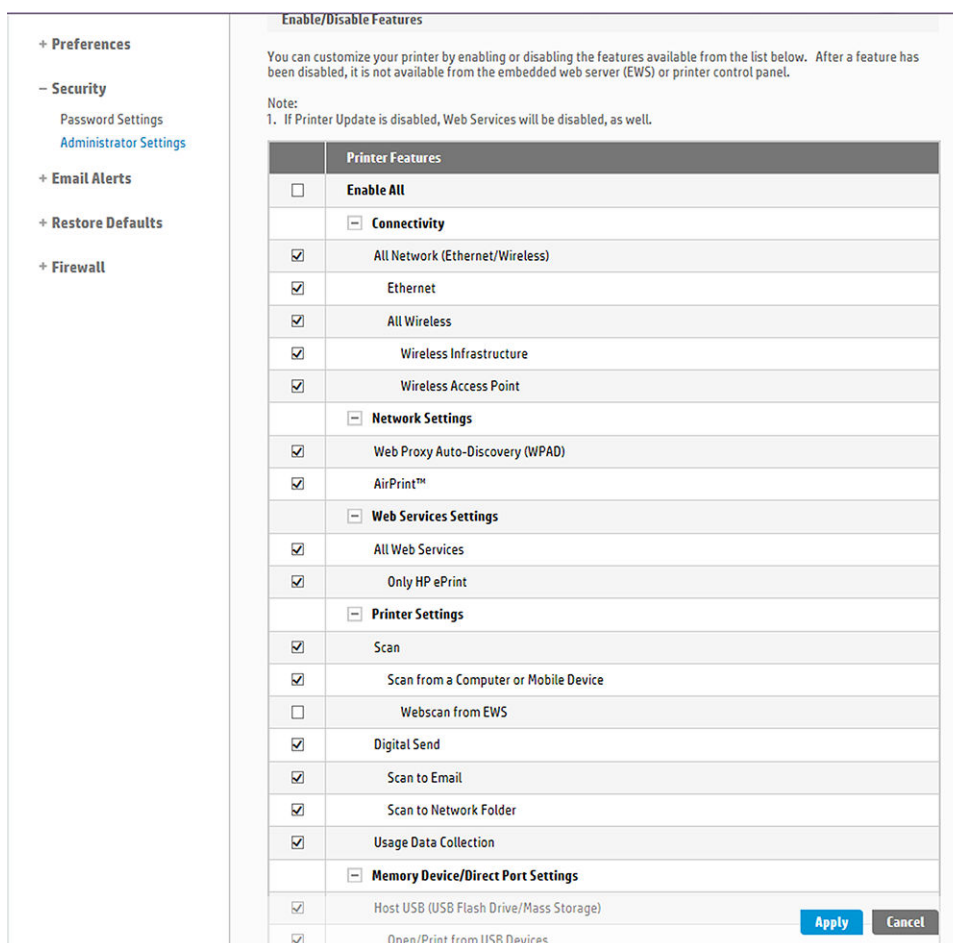 Enable/Disable Features
+ Preferences
You can customize your printer by enabling or disabling the features available from the list below. After a feature has
been disabled, it is not available from the embedded web server (EWS) or printer control panel.
– Security
Note:
Password Settings
1. If Printer Update is disabled, Web Services will be disabled, as well.
Administrator Settings
Printer Features
+ Email Alerts
Enable All
+ Restore Defaults
Connectivity
All Network (Ethernet/Wireless)
+ Firewall
Ethernet
All Wireless
Wireless Infrastructure
Wireless Access Point
Network Settings
Web Proxy Auto-Discovery (WPAD)
AirPrint™
Web Services Settings
All Web Services
Only HP ePrint
Printer Settings
Scan
Scan from a Computer or Mobile Device
Webscan from EWS
Digital Send
Scan to Email
Scan to Network Folder
Usage Data Collection
Memory Device/Direct Port Settings
Host USB (USB Flash Drive/Mass Storage)
Apply Cancel
Open/Print from USB Devices